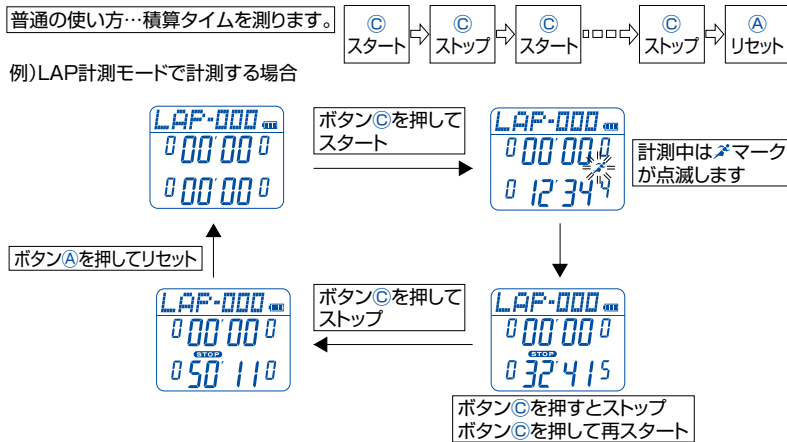 普通の使い方…積算タイムを測ります。
Ⓒ スタート
Ⓒ ストップ
Ⓒ スタート
Ⓒ ストップ
Ⓐ リセット
例)LAP計測モードで計測する場合
LAP-000
0 00'00 0
0 00'00 0
ボタンⒸを押して
スタート
LAP-000
0 00'00 0
0 12'34 4
計測中はマーク
が点滅します
ボタンⒶを押してリセット
LAP-000
0 00'00 0
STOP
0 50'11 0
ボタンⒸを押して
ストップ
LAP-000
0 00'00 0
STOP
0 32'41 5
ボタンⒸを押すとストップ
ボタンⒸを押して再スタート